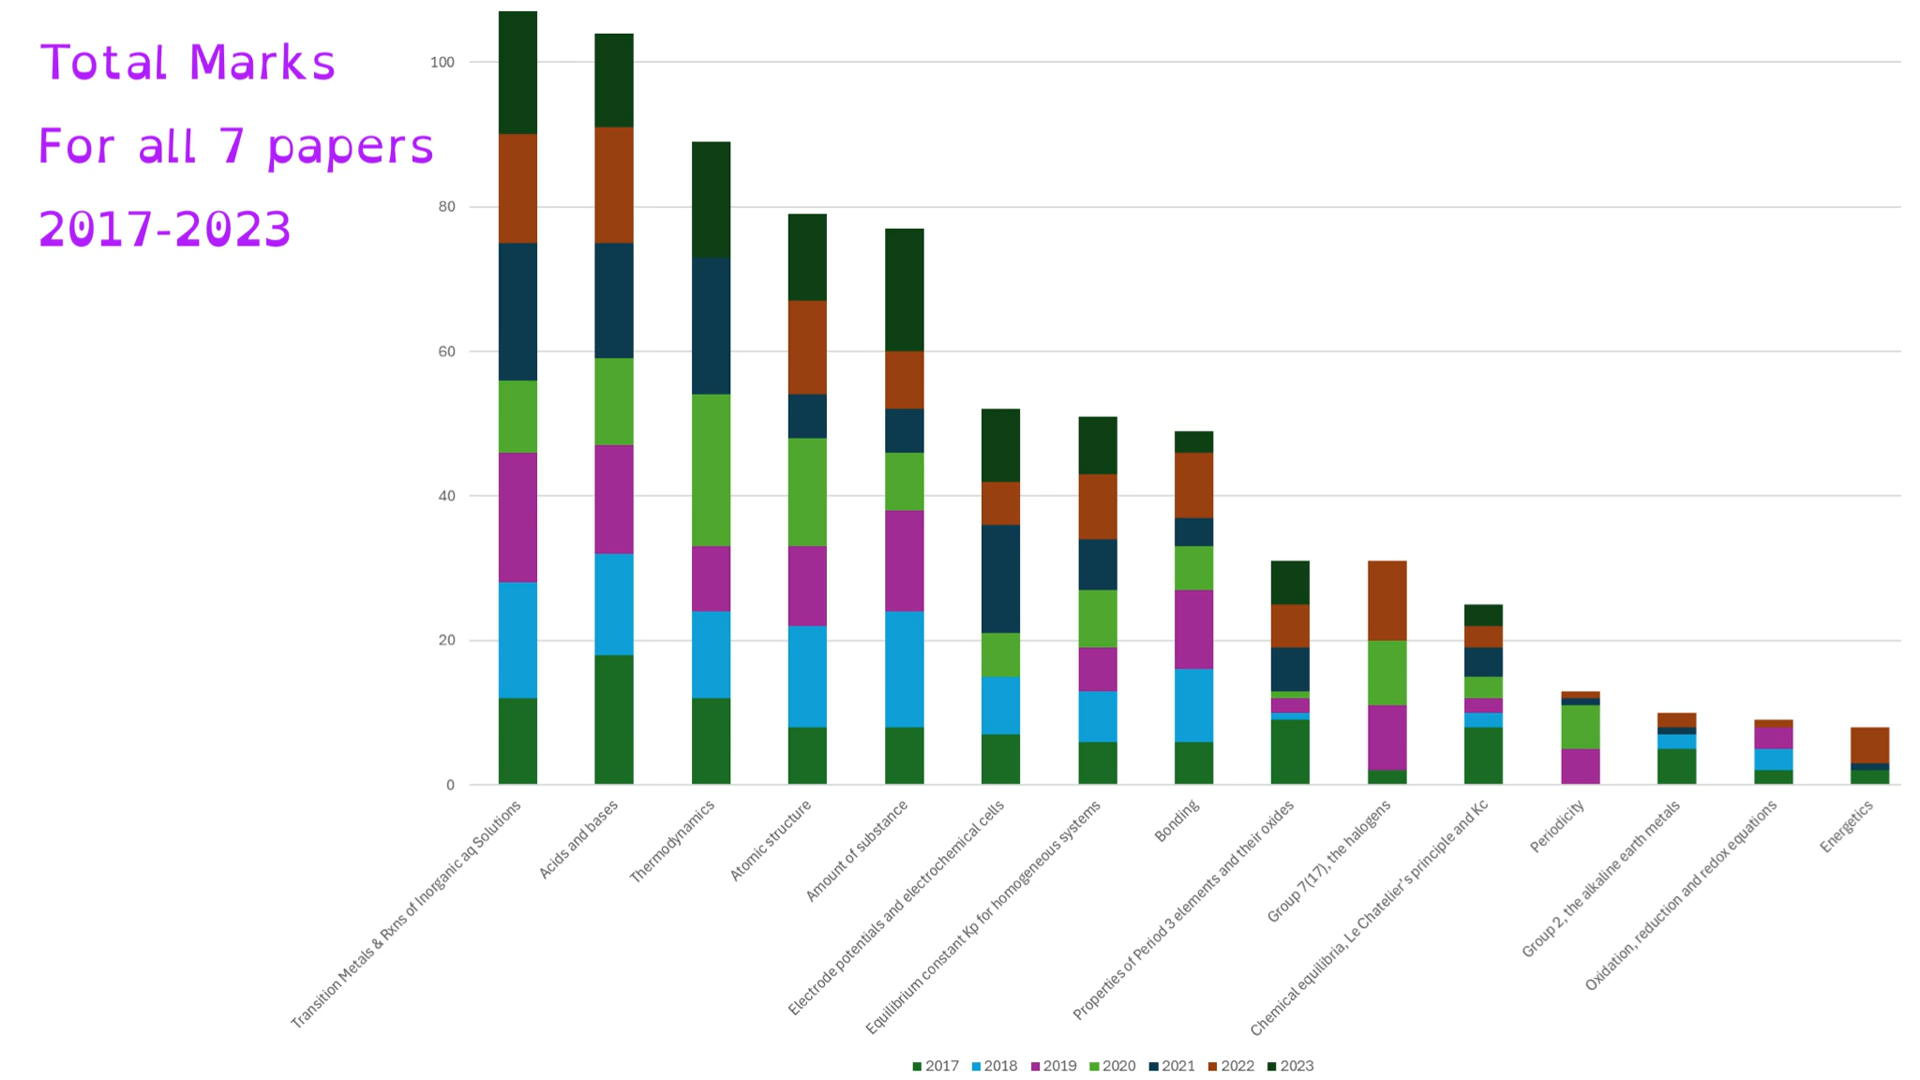 Total Marks
For all 7 papers
2017-2023
100
80
60
40
20
0
Transition Metals & Rxns of Inorganic aq Solutions
Acids and bases
Thermodynamics
Atomic structure
Amount of substance
Electrode potentials and electrochemical cells
Equilibrium constant Kp for homogeneous systems
Bonding
Properties of Period 3 elements and their oxides
Group 7(17), the halogens
Chemical equilibria, Le Chatelier's principle and Kc
Periodicity
Group 2, the alkaline earth metals
Oxidation, reduction and redox equations
Energetics
2017 2018 2019 2020 2021 2022 2023